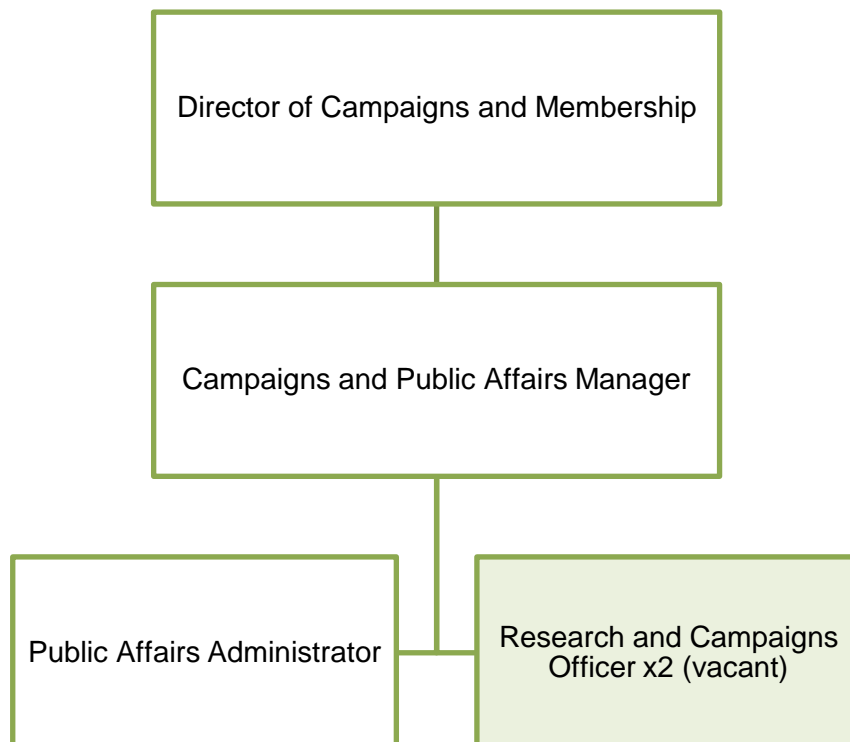 Director of Campaigns and Membership
Campaigns and Public Affairs Manager
Public Affairs Administrator
Research and Campaigns
Officer x2 (vacant)